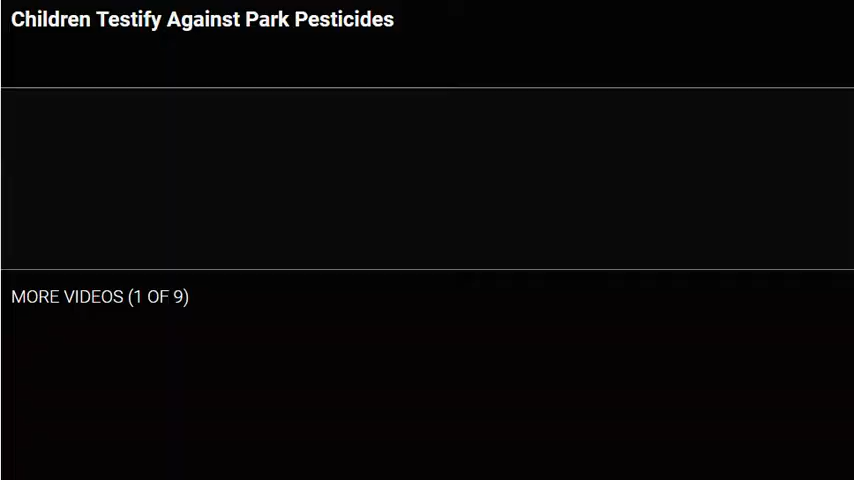 Children Testify Against Park Pesticides
MORE VIDEOS (1 OF 9)